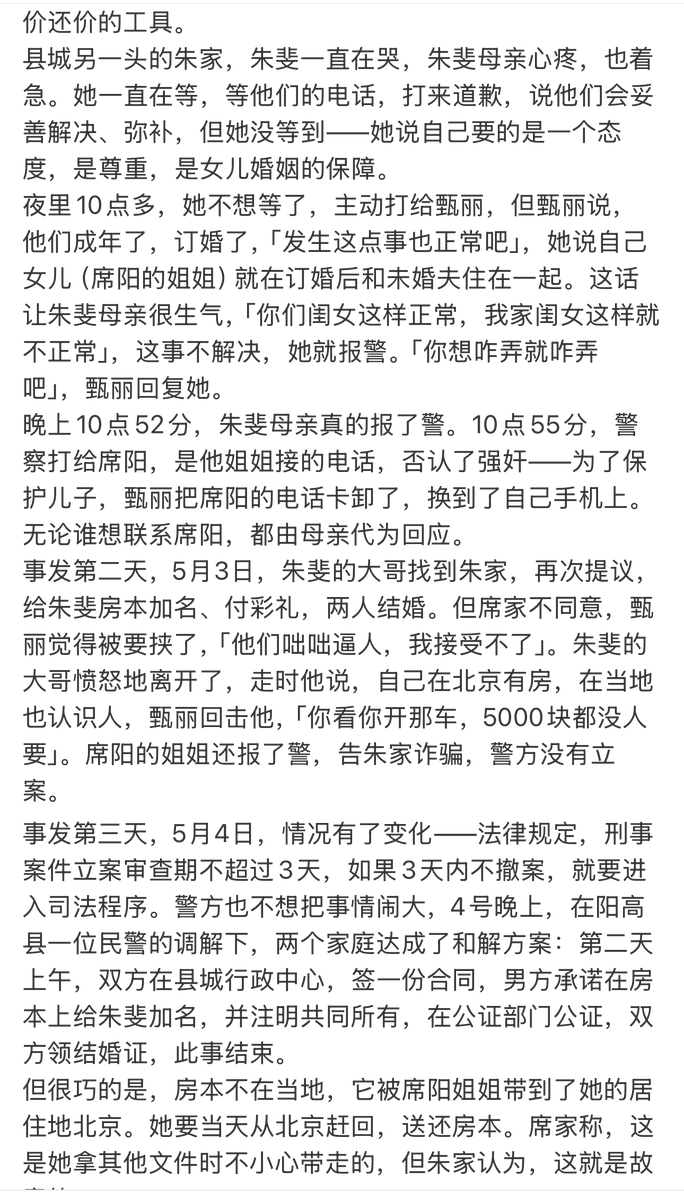 价还价的工具。
县城另一头的朱家，朱斐一直在哭，朱斐母亲心疼，也着
急。她一直在等，等他们的电话，打来道歉，说他们会妥
善解决、弥补，但她没等到——她说自己要的是一个态
度，是尊重，是女儿婚姻的保障。
夜里10点多，她不想等了，主动打给甄丽，但甄丽说，
他们成年了，订婚了，「发生这点事也正常吧」，她说自己
女儿（席阳的姐姐）就在订婚后和未婚夫住在一起。这话
让朱斐母亲很生气，「你们闺女这样正常，我家闺女这样就
不正常」，这事不解决，她就报警。「你想咋弄就咋弄
吧」，甄丽回复她。
晚上10点52分，朱斐母亲真的报了警。10点55分，警
察打给席阳，是他姐姐接的电话，否认了强奸——为了保
护儿子，甄丽把席阳的电话卡卸了，换到了自己手机上。
无论谁想联系席阳，都由母亲代为回应。
事发第二天，5月3日，朱斐的大哥找到朱家，再次提议，
给朱斐房本加名、付彩礼，两人结婚。但席家不同意，甄
丽觉得被要挟了，「他们咄咄逼人，我接受不了」。朱斐的
大哥愤怒地离开了，走时他说，自己在北京有房，在当地
也认识人，甄丽回击他，「你看你开那车，5000块都没人
要」。席阳的姐姐还报了警，告朱家诈骗，警方没有立
案。
事发第三天，5月4日，情况有了变化——法律规定，刑事
案件立案审查期不超过3天，如果3天内不撤案，就要进
入司法程序。警方也不想把事情闹大，4号晚上，在阳高
县一位民警的调解下，两个家庭达成了和解方案：第二天
上午，双方在县城行政中心，签一份合同，男方承诺在房
本上给朱斐加名，并注明共同所有，在公证部门公证，双
方领结婚证，此事结束。
但很巧的是，房本不在当地，它被席阳姐姐带到了她的居
住地北京。她要当天从北京赶回，送还房本。席家称，这
是她拿其他文件时不小心带走的，但朱家认为，这就是故